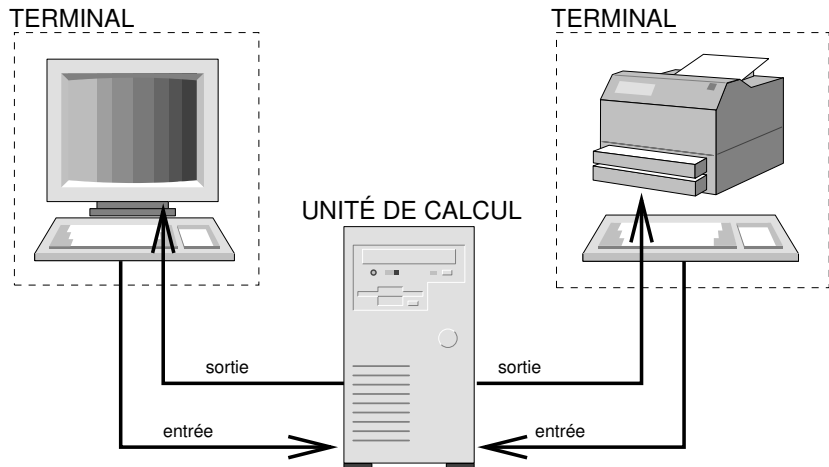 TERMINAL
TERMINAL
UNITÉ DE CALCUL
sortie
sortie
entrée
entrée